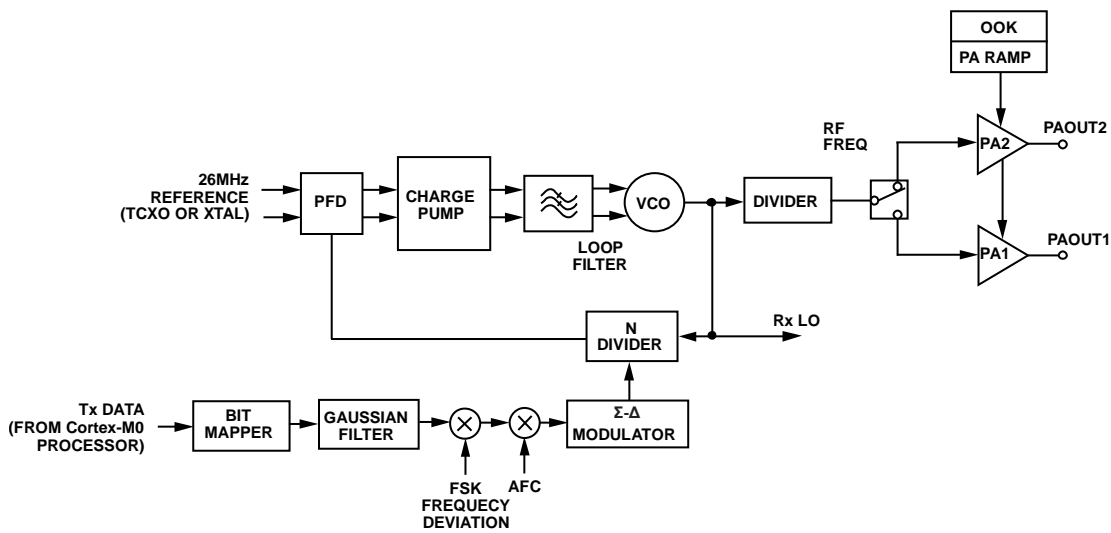 OOK
PA RAMP
RF
FREQ
PA2
PAOUT2
26MHz
REFERENCE
(TCXO OR XTAL)
PFD
CHARGE
PUMP
LOOP
FILTER
VCO
DIVIDER
PA1
PAOUT1
N
DIVIDER
Rx LO
Tx DATA
(FROM Cortex-M0
PROCESSOR)
BIT
MAPPER
GAUSSIAN
FILTER
FSK
FREQUECY
DEVIATION
AFC
Σ-Δ
MODULATOR